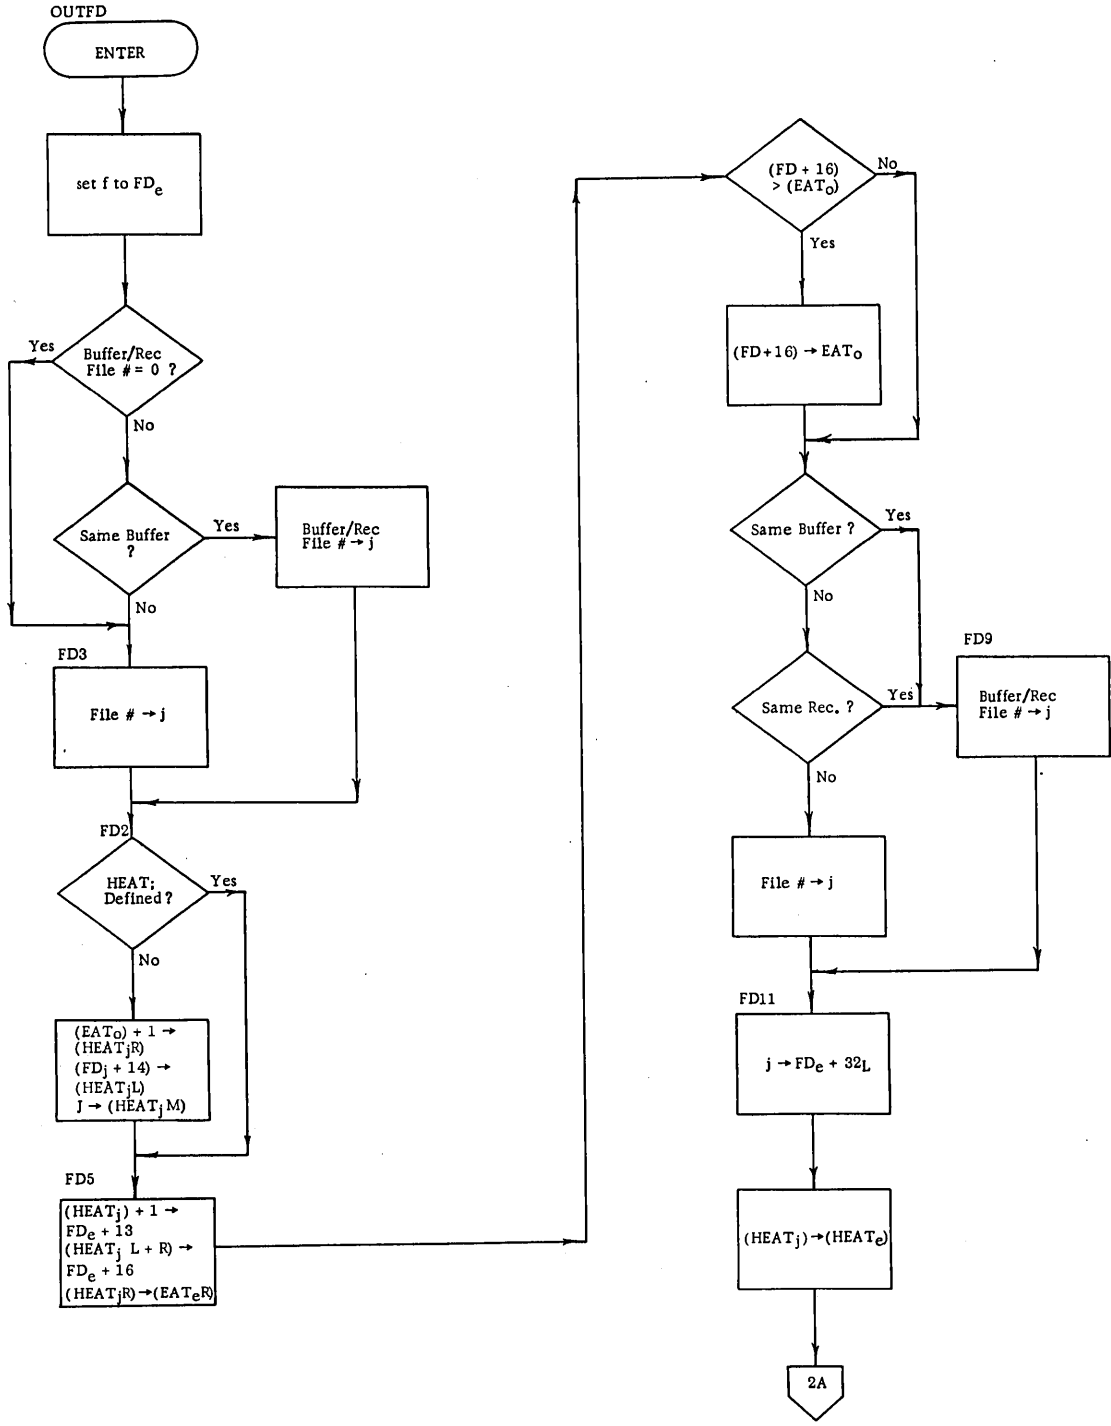 OUTFD
ENTER
set f to FDe
Buffer/Rec
File # = 0 ?
Yes
No
Same Buffer
?
Yes
No
Buffer/Rec
File # → j
FD3
File # → j
FD2
HEAT;
Defined ?
Yes
No
(EATo) + 1 →
(HEATjR)
(FDj + 14) →
(HEATjL)
J → (HEATj M)
FD5
(HEATj) + 1 →
FDe + 13
(HEATj L + R) →
FDe + 16
(HEATjR) → (EATeR)
(FD + 16)
> (EATo)
No
Yes
(FD+16) → EATo
Same Buffer ?
Yes
No
Same Rec. ?
Yes
No
FD9
Buffer/Rec
File # → j
File # → j
FD11
j → FDe + 32L
(HEATj) → (HEATe)
2A